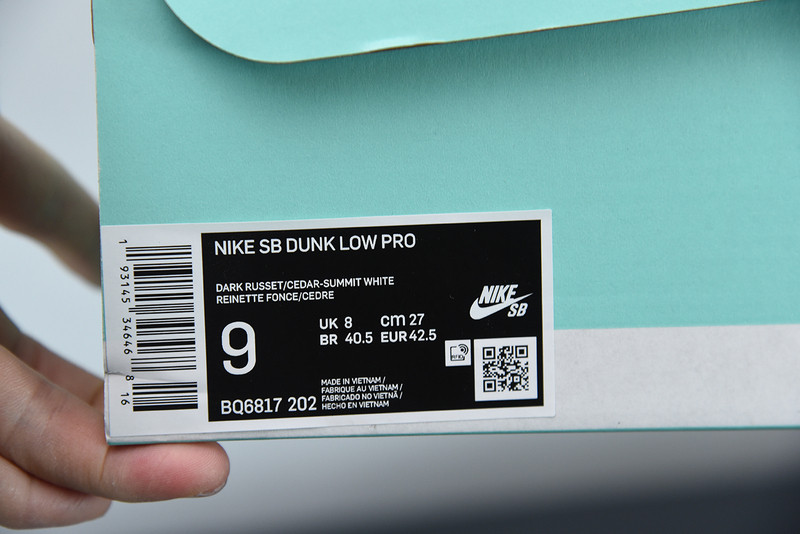 NIKE SB DUNK LOW PRO
DARK RUSSET/CEDAR-SUMMIT WHITE
REINETTE FONCE/CEDRE
9
UK 8 cm 27
BR 40.5 EUR 42.5
NIKE
SB
RFID
MADE IN VIETNAM /
FABRIQUE AU VIETNAM /
FABRICADO NO VIETNÃ /
HECHO EN VIETNAM
BQ6817 202
1 93145 34646 8 16